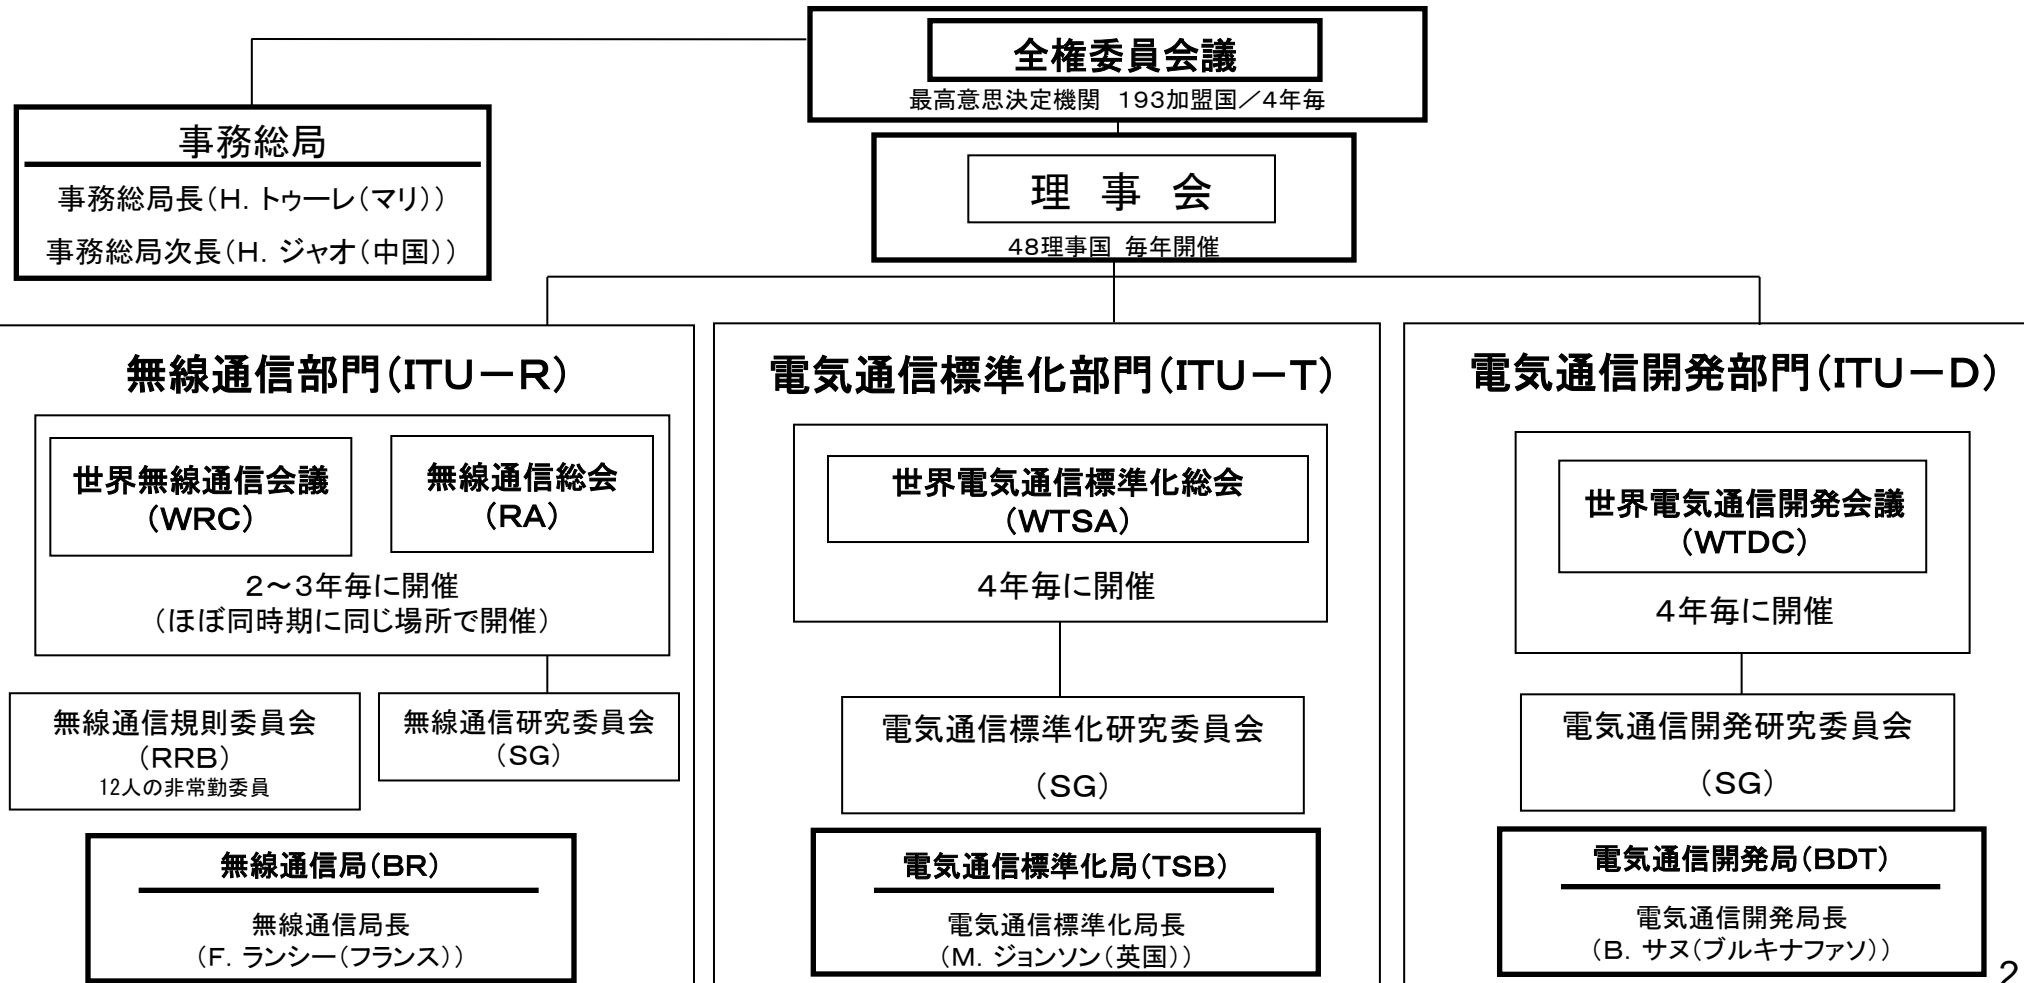 全権委員会議
最高意思決定機関　193加盟国／4年毎
事務総局
事務総局長（H. トゥーレ（マリ））
事務総局次長（H. ジャオ（中国））
理　事　会
48理事国　毎年開催
無線通信部門（ITU－R）
世界無線通信会議
（WRC）
無線通信総会
（RA）
２～３年毎に開催
（ほぼ同時期に同じ場所で開催）
無線通信規則委員会
（RRB）
12人の非常勤委員
無線通信研究委員会
（SG）
無線通信局（BR）
無線通信局長
（F. ランシー（フランス））
電気通信標準化部門（ITU－T）
世界電気通信標準化総会
（WTSA）
４年毎に開催
電気通信標準化研究委員会
（SG）
電気通信標準化局（TSB）
電気通信標準化局長
（M. ジョンソン（英国））
電気通信開発部門（ITU－D）
世界電気通信開発会議
（WTDC）
４年毎に開催
電気通信開発研究委員会
（SG）
電気通信開発局（BDT）
電気通信開発局長
（B. サヌ（ブルキナファソ））
2